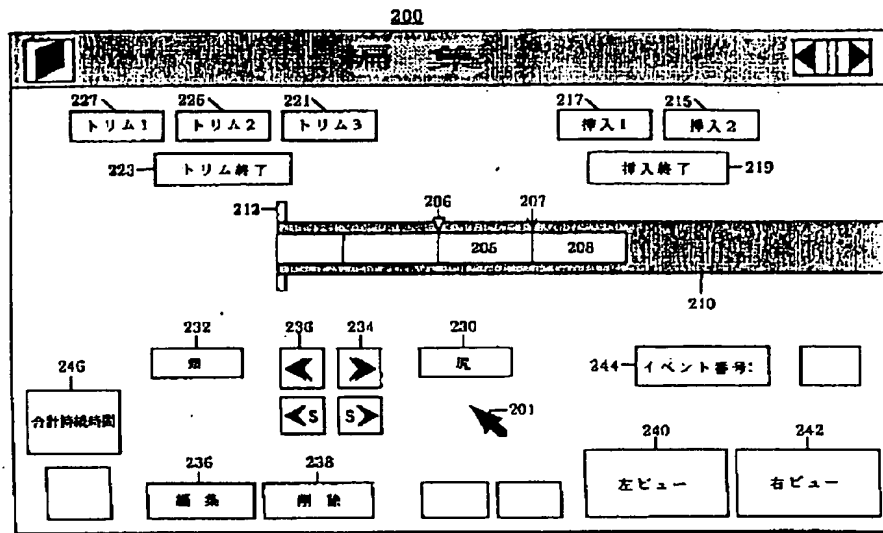 200
227 225 221 217 215
トリム1 トリム2 トリム3 挿入1 挿入2
223 トリム終了 挿入終了 219
212 206 207
205 208
210
232 236 234 230
頭 尻 244 イベント番号:
246
合計持続時間 S S 201
236 238 240 242
編集 削除 左ビュー 右ビュー